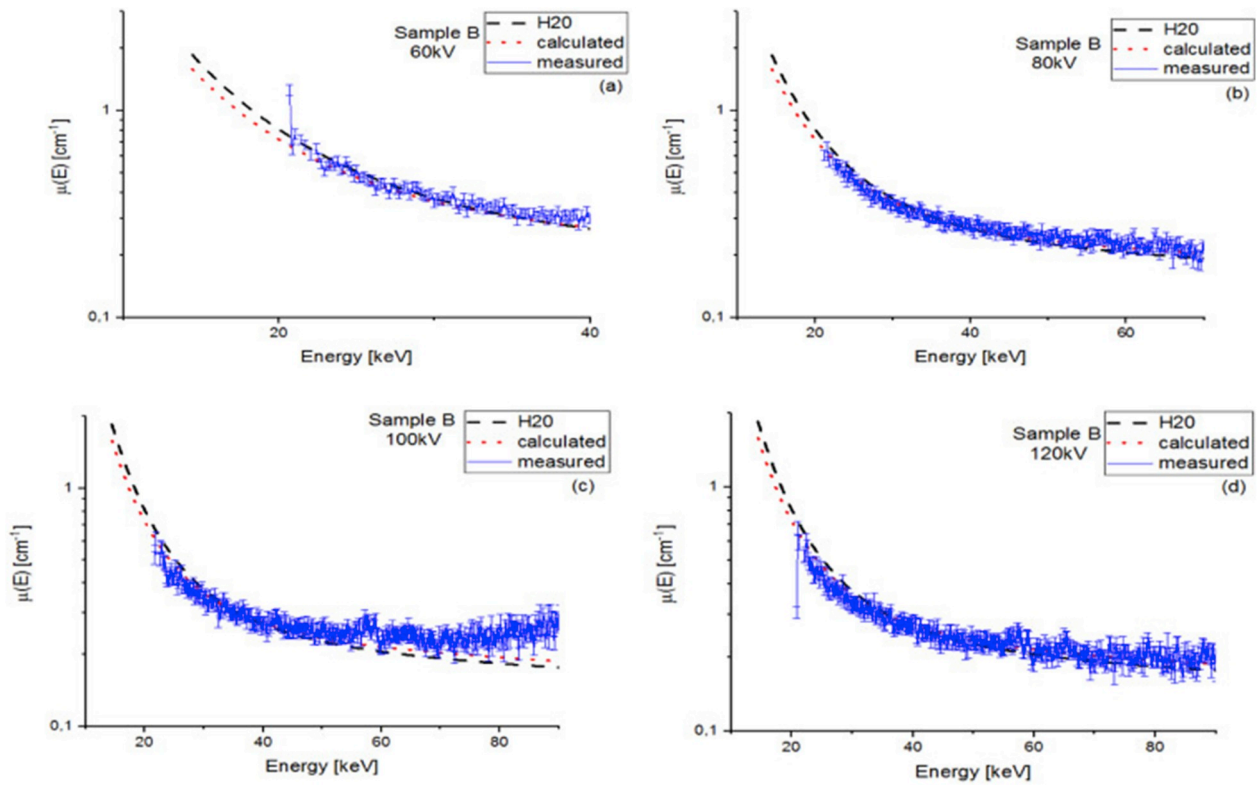 Sample B
60kV
H20
calculated
measured
(a)
1
0,1
20
40
μ(E) [cm-1]
Energy [keV]
Sample B
80kV
H20
calculated
measured
(b)
1
0,1
20
40
60
μ(E) [cm-1]
Energy [keV]
Sample B
100kV
H20
calculated
measured
(c)
1
0,1
20
40
60
80
μ(E) [cm-1]
Energy [keV]
Sample B
120kV
H20
calculated
measured
(d)
1
0,1
20
40
60
80
μ(E) [cm-1]
Energy [keV]